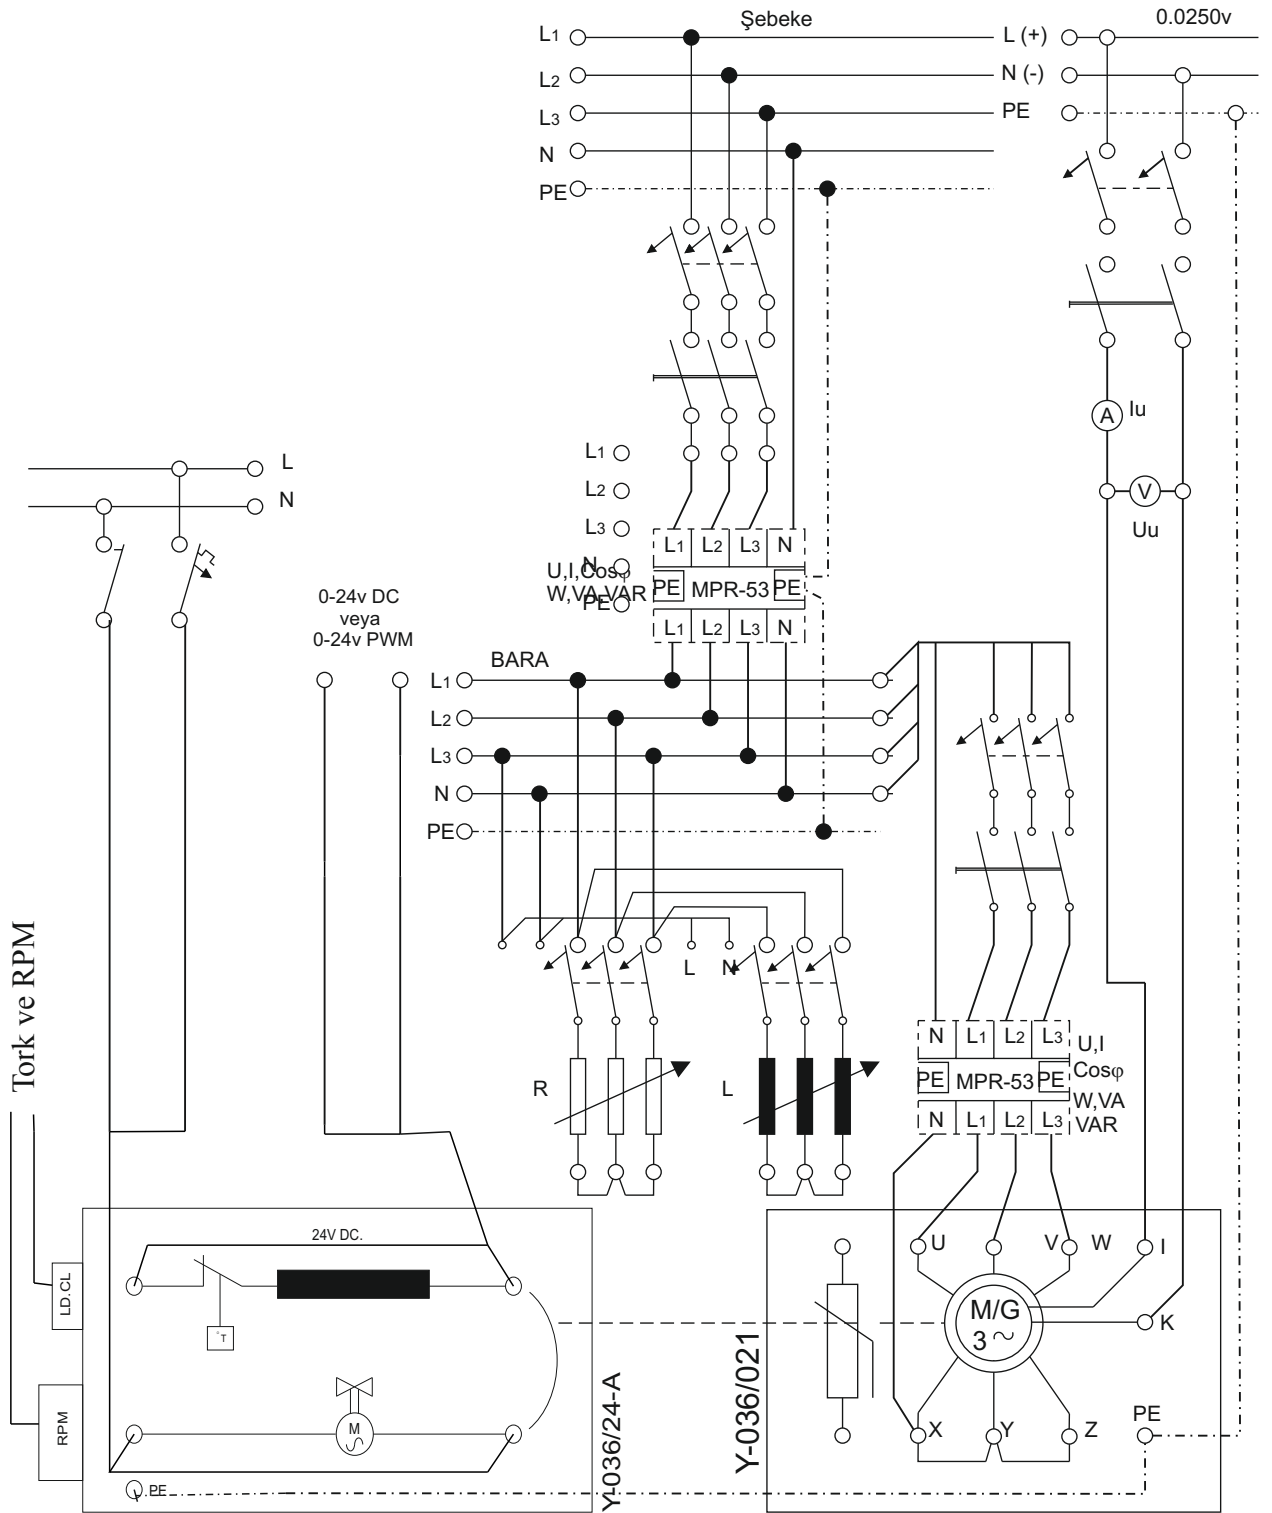 Şebeke
0.0250v
L1
L2
L3
N
PE
L (+)
N (-)
PE
A
Iu
V
Uu
L
N
L1
L2
L3
N
PE
L1 L2 L3 N
U,I,Cosφ
W,VA,VAR
PE MPR-53 PE
L1 L2 L3 N
0-24v DC
veya
0-24v PWM
BARA
L1
L2
L3
N
PE
L N
R
L
N L1 L2 L3
PE MPR-53 PE
N L1 L2 L3
U,I
Cosφ
W,VA
VAR
Tork ve RPM
24V DC.
LD.CL
°T
RPM
M
PE
Y-036/24-A
Y-036/021
U
V
W
I
M/G
3 ~
K
X
Y
Z
PE